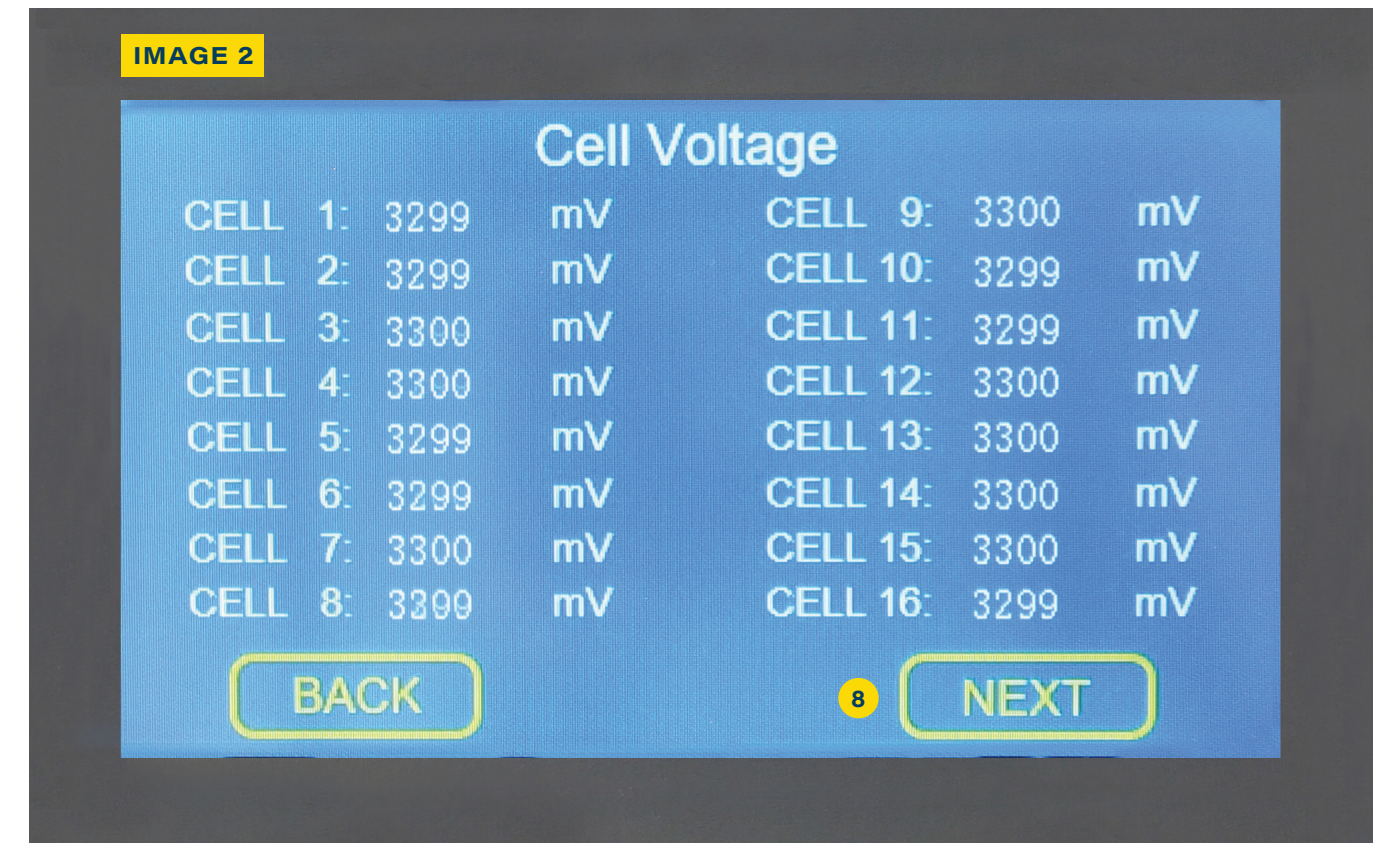 IMAGE 2
Cell Voltage
CELL 1: 3299 mV CELL 9: 3300 mV
CELL 2: 3299 mV CELL 10: 3299 mV
CELL 3: 3300 mV CELL 11: 3299 mV
CELL 4: 3300 mV CELL 12: 3300 mV
CELL 5: 3299 mV CELL 13: 3300 mV
CELL 6: 3299 mV CELL 14: 3300 mV
CELL 7: 3300 mV CELL 15: 3300 mV
CELL 8: mV CELL 16: 3299 mV
BACK 8 NEXT